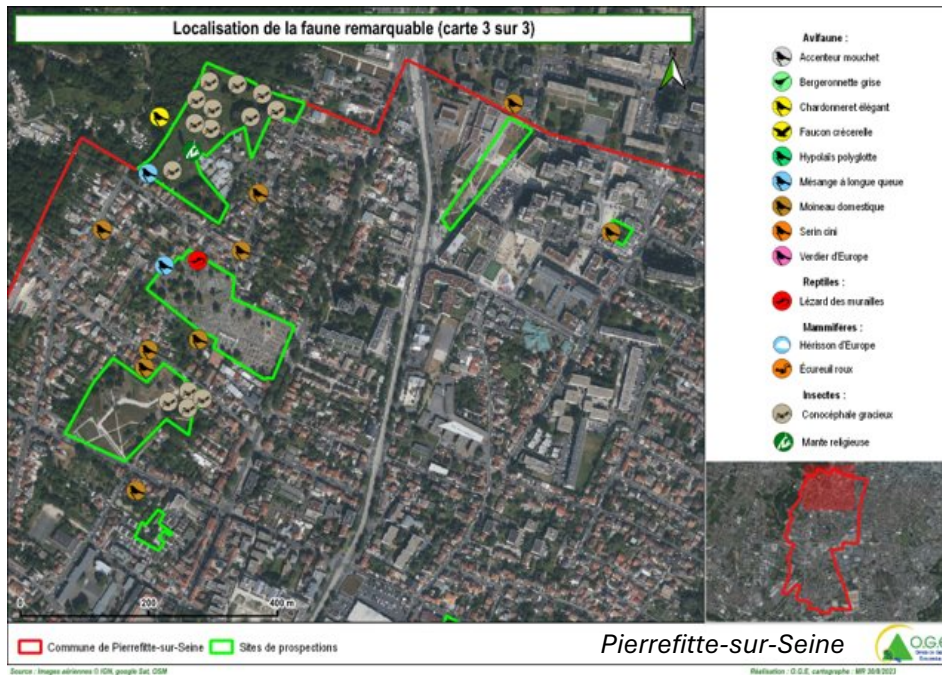 Localisation de la faune remarquable (carte 3 sur 3)
Avifaune :
Accenteur mouchet
Bergeronnette grise
Chardonneret élégant
Faucon crécerelle
Hypolaïs polyglotte
Mésange à longue queue
Moineau domestique
Serin cini
Verdier d'Europe
Reptiles :
Lézard des murailles
Mammifères :
Hérisson d'Europe
Écureuil roux
Insectes :
Conocéphale gracieux
Mante religieuse
0 200 400 m
Commune de Pierrefitte-sur-Seine
Sites de prospections
Pierrefitte-sur-Seine
O.G.E
Source : Images aériennes © IGN, google Sat, OSM
Réalisation : O.G.E, cartographe : MR 30/8/2023